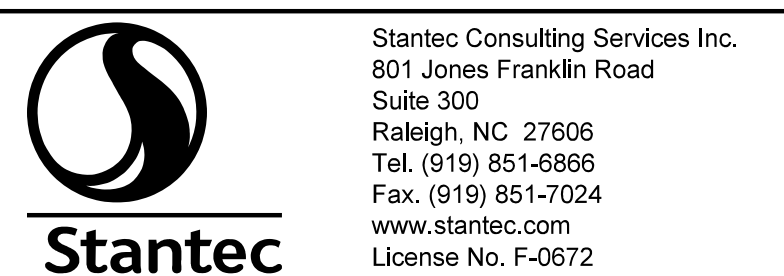 Stantec
Stantec Consulting Services Inc.
801 Jones Franklin Road
Suite 300
Raleigh, NC  27606
Tel. (919) 851-6866
Fax. (919) 851-7024
www.stantec.com
License No. F-0672